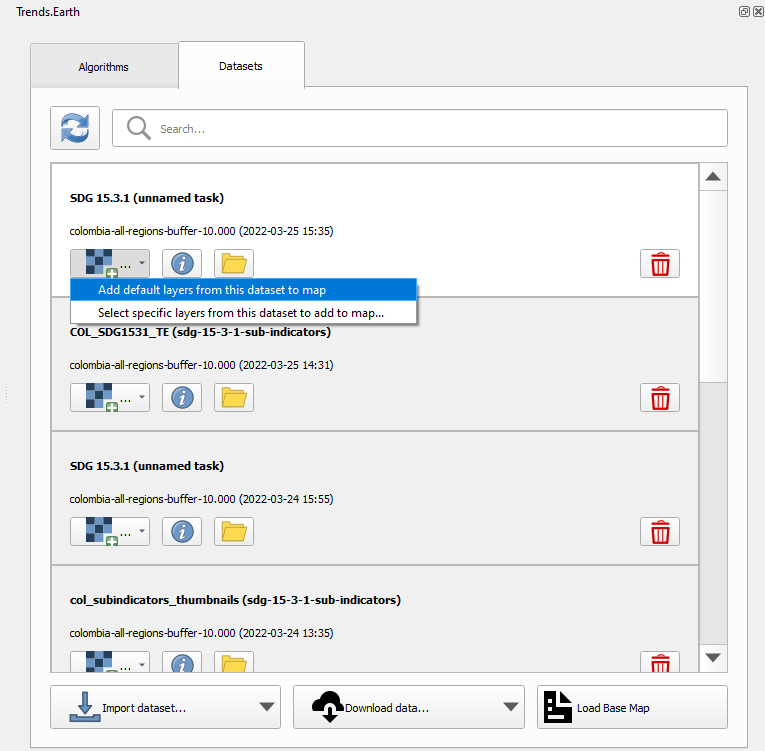 Trends.Earth
Algorithms
Datasets
Search...
SDG 15.3.1 (unnamed task)
colombia-all-regions-buffer-10.000 (2022-03-25 15:35)
...
Add default layers from this dataset to map
Select specific layers from this dataset to add to map...
COL_SDG1531_TE (sdg-15-3-1-sub-indicators)
colombia-all-regions-buffer-10.000 (2022-03-25 14:31)
...
SDG 15.3.1 (unnamed task)
colombia-all-regions-buffer-10.000 (2022-03-24 15:55)
...
col_subindicators_thumbnails (sdg-15-3-1-sub-indicators)
colombia-all-regions-buffer-10.000 (2022-03-24 13:35)
...
Import dataset...
Download data...
Load Base Map